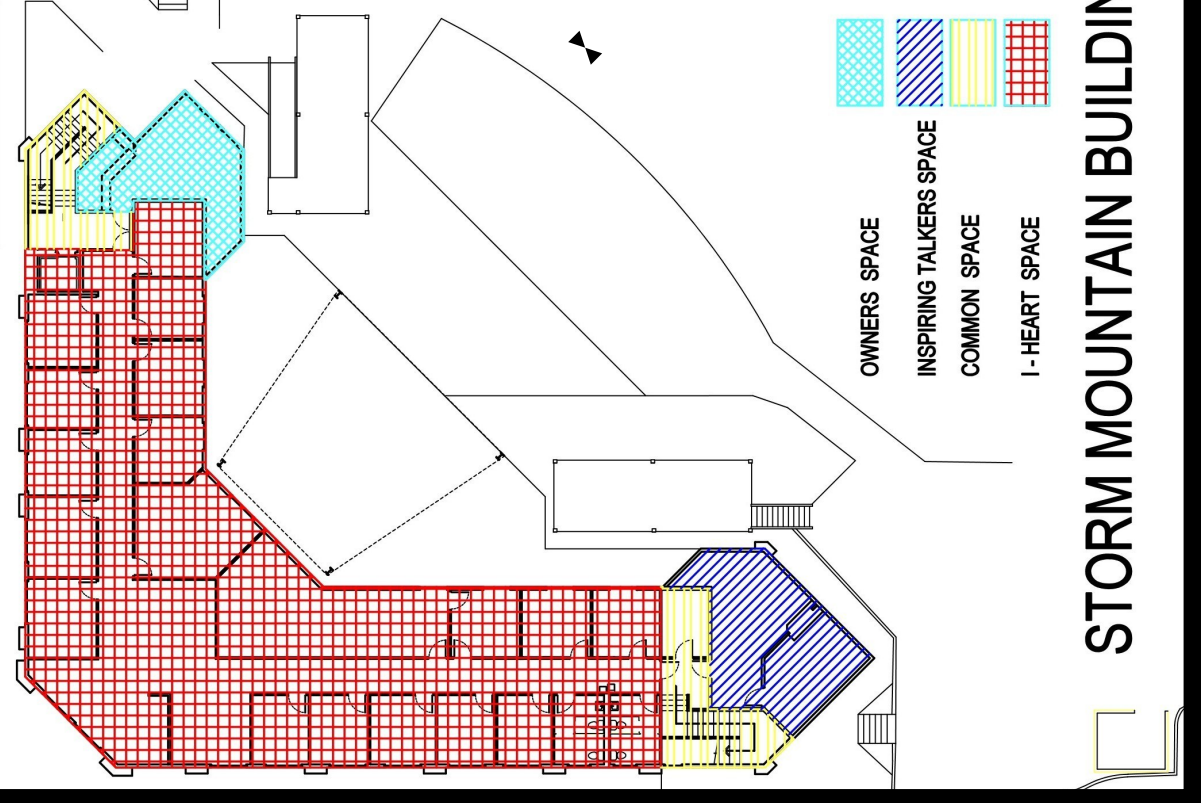 OWNERS SPACE
INSPIRING TALKERS SPACE
COMMON SPACE
I - HEART SPACE
STORM MOUNTAIN BUILDIN